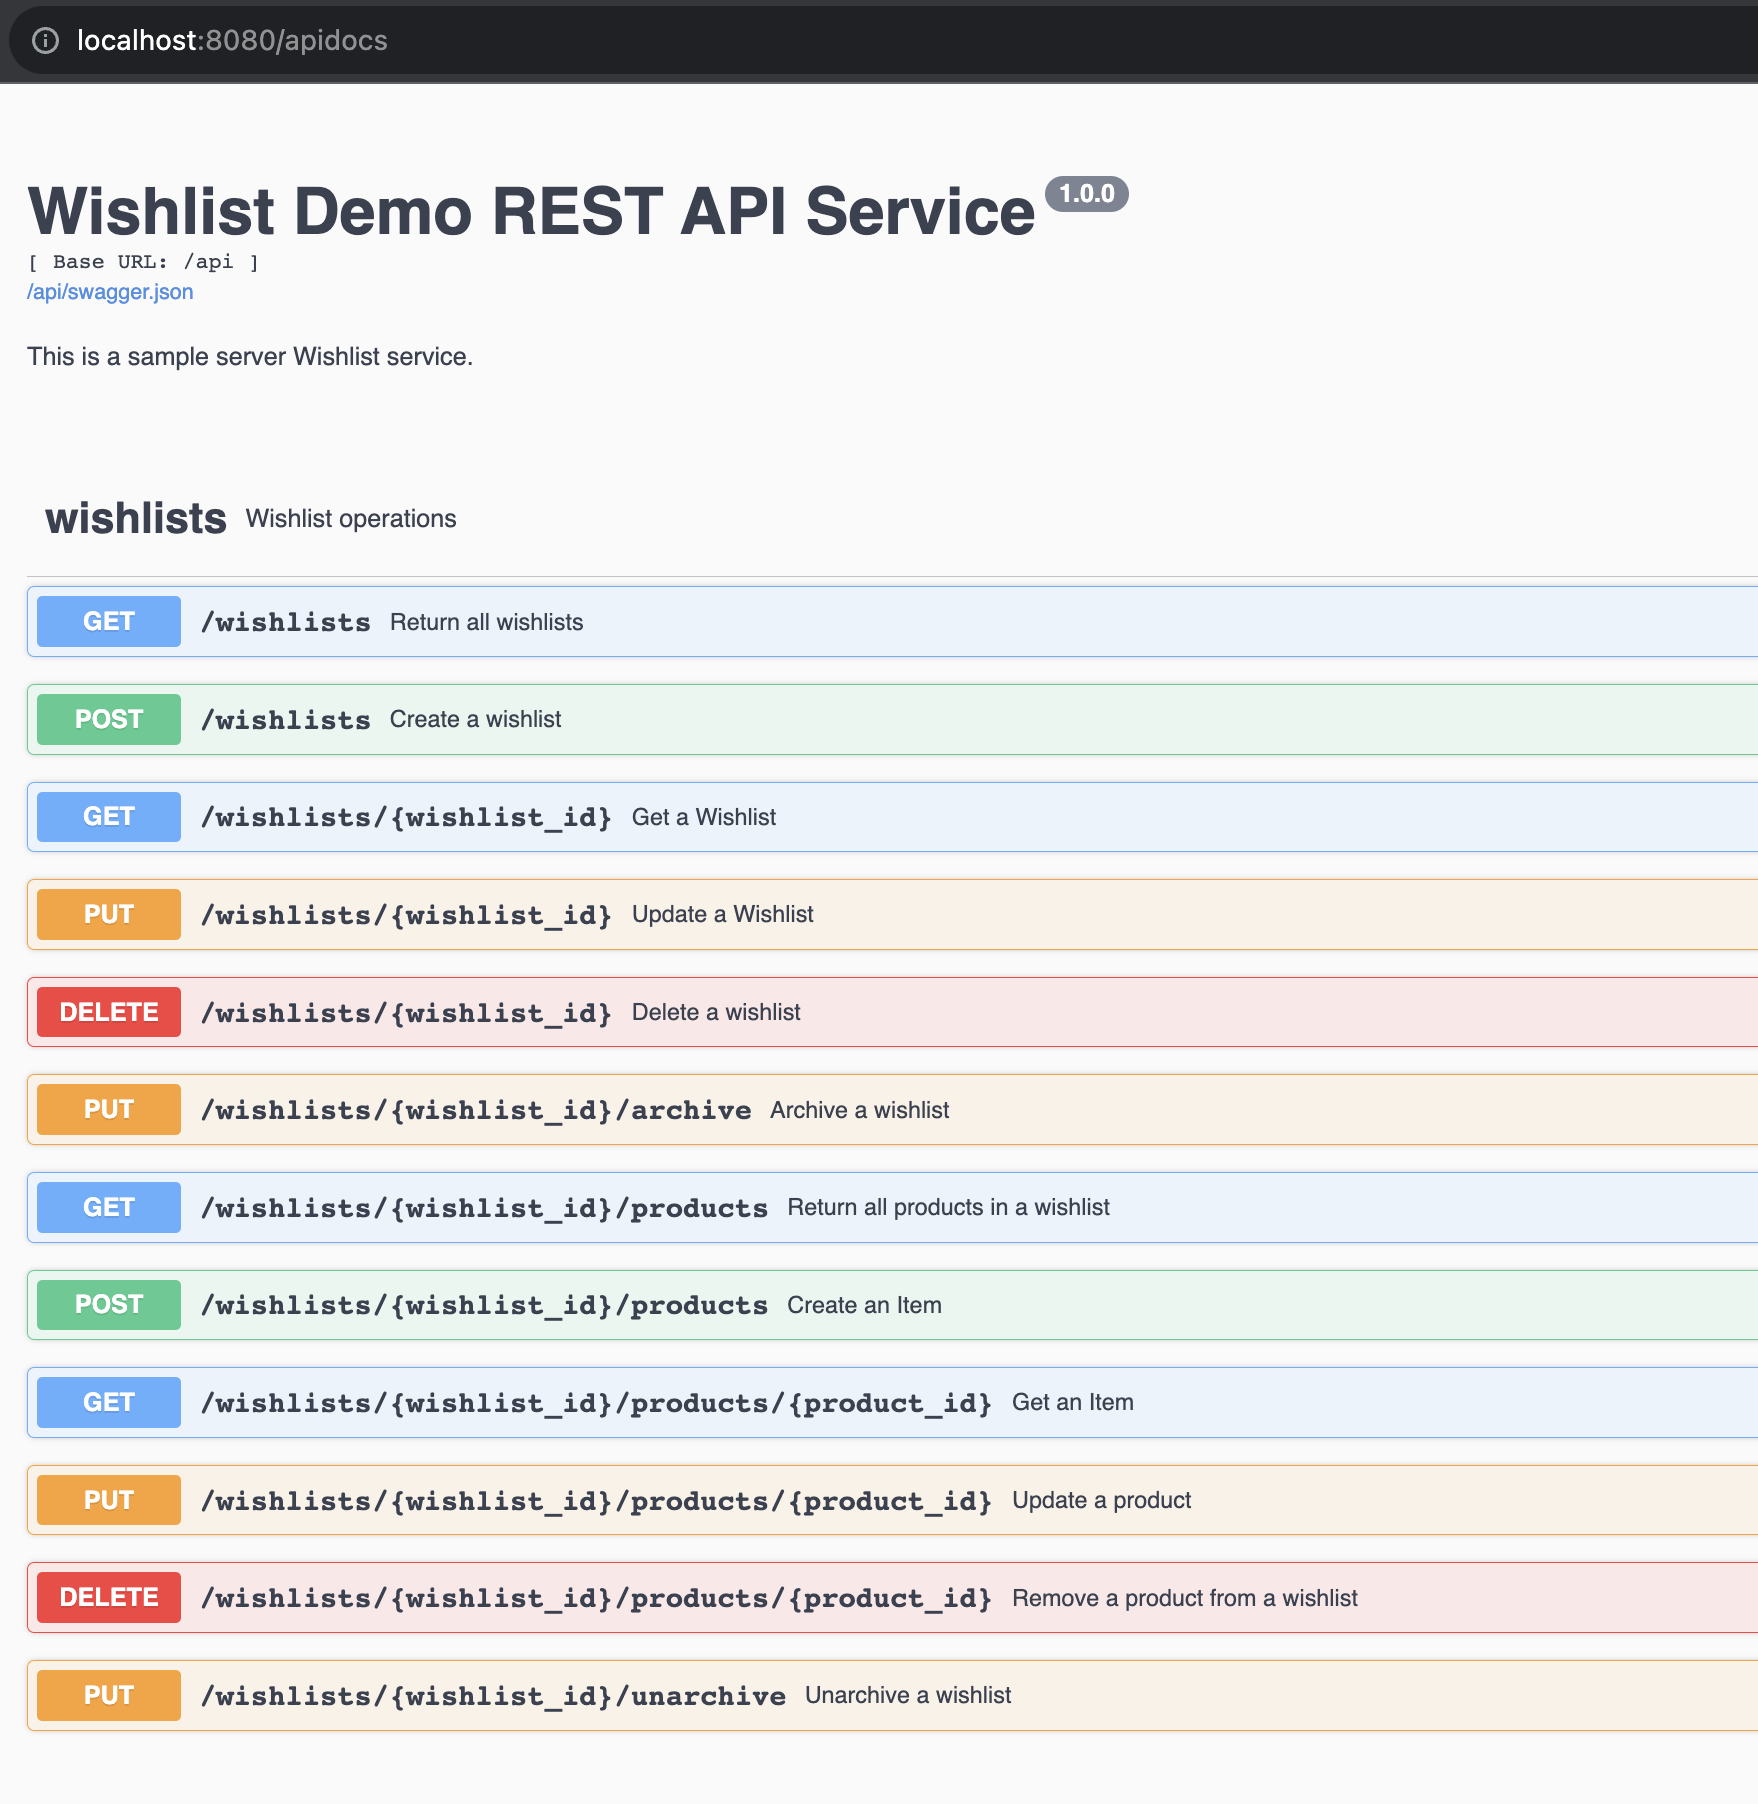 localhost:8080/apidocs
Wishlist Demo REST API Service 1.0.0
[ Base URL: /api ]
/api/swagger.json
This is a sample server Wishlist service.
wishlists Wishlist operations
GET /wishlists Return all wishlists
POST /wishlists Create a wishlist
GET /wishlists/{wishlist_id} Get a Wishlist
PUT /wishlists/{wishlist_id} Update a Wishlist
DELETE /wishlists/{wishlist_id} Delete a wishlist
PUT /wishlists/{wishlist_id}/archive Archive a wishlist
GET /wishlists/{wishlist_id}/products Return all products in a wishlist
POST /wishlists/{wishlist_id}/products Create an Item
GET /wishlists/{wishlist_id}/products/{product_id} Get an Item
PUT /wishlists/{wishlist_id}/products/{product_id} Update a product
DELETE /wishlists/{wishlist_id}/products/{product_id} Remove a product from a wishlist
PUT /wishlists/{wishlist_id}/unarchive Unarchive a wishlist